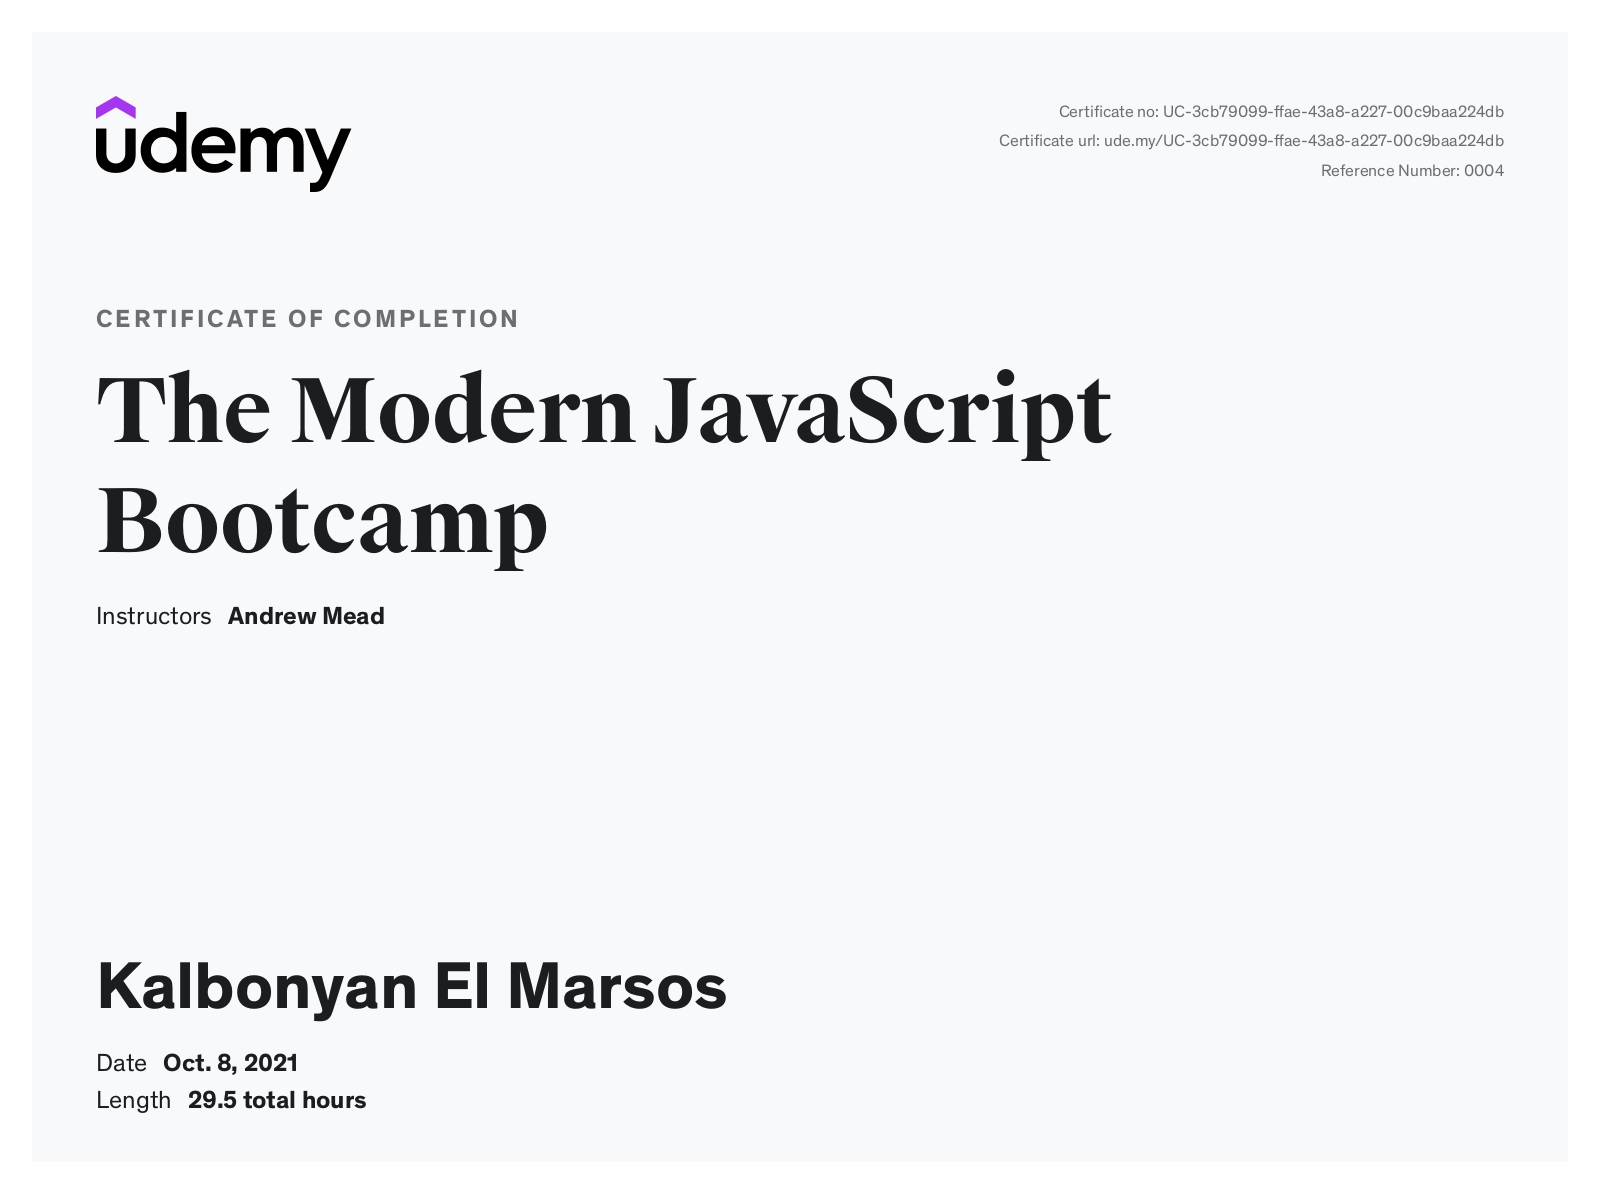 udemy
Certificate no: UC-3cb79099-ffae-43a8-a227-00c9baa224db
Certificate url: ude.my/UC-3cb79099-ffae-43a8-a227-00c9baa224db
Reference Number: 0004
CERTIFICATE OF COMPLETION
The Modern JavaScript
Bootcamp
Instructors Andrew Mead
Kalbonyan El Marsos
Date Oct. 8, 2021
Length 29.5 total hours